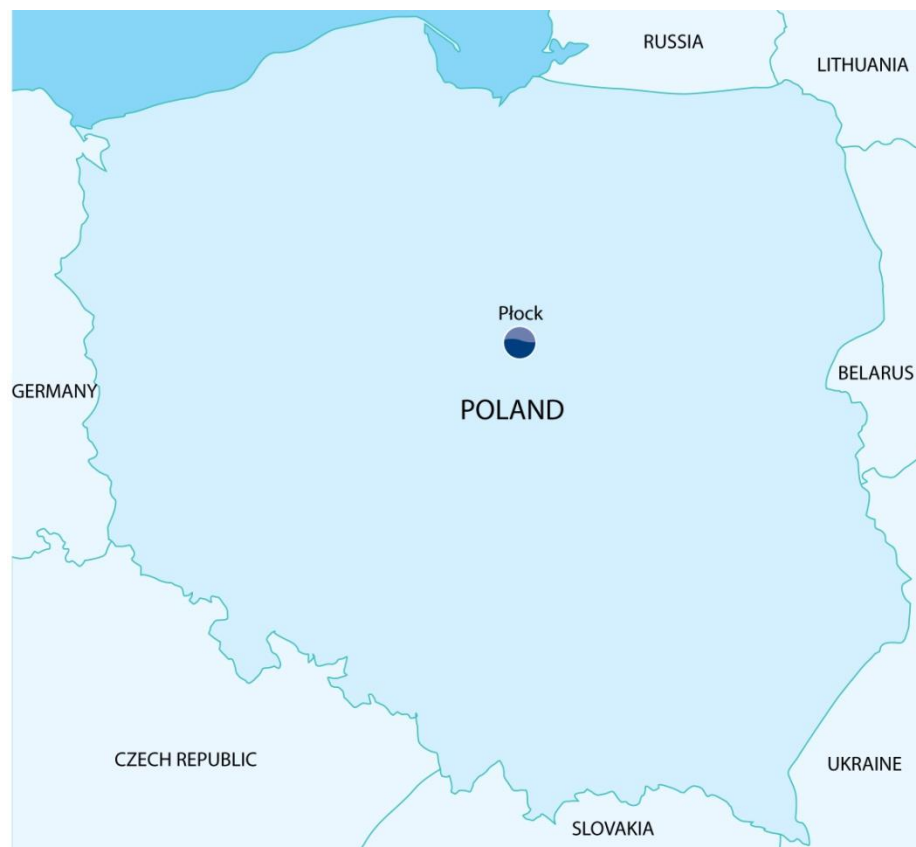 RUSSIA
LITHUANIA
Płock
BELARUS
GERMANY
POLAND
CZECH REPUBLIC
UKRAINE
SLOVAKIA